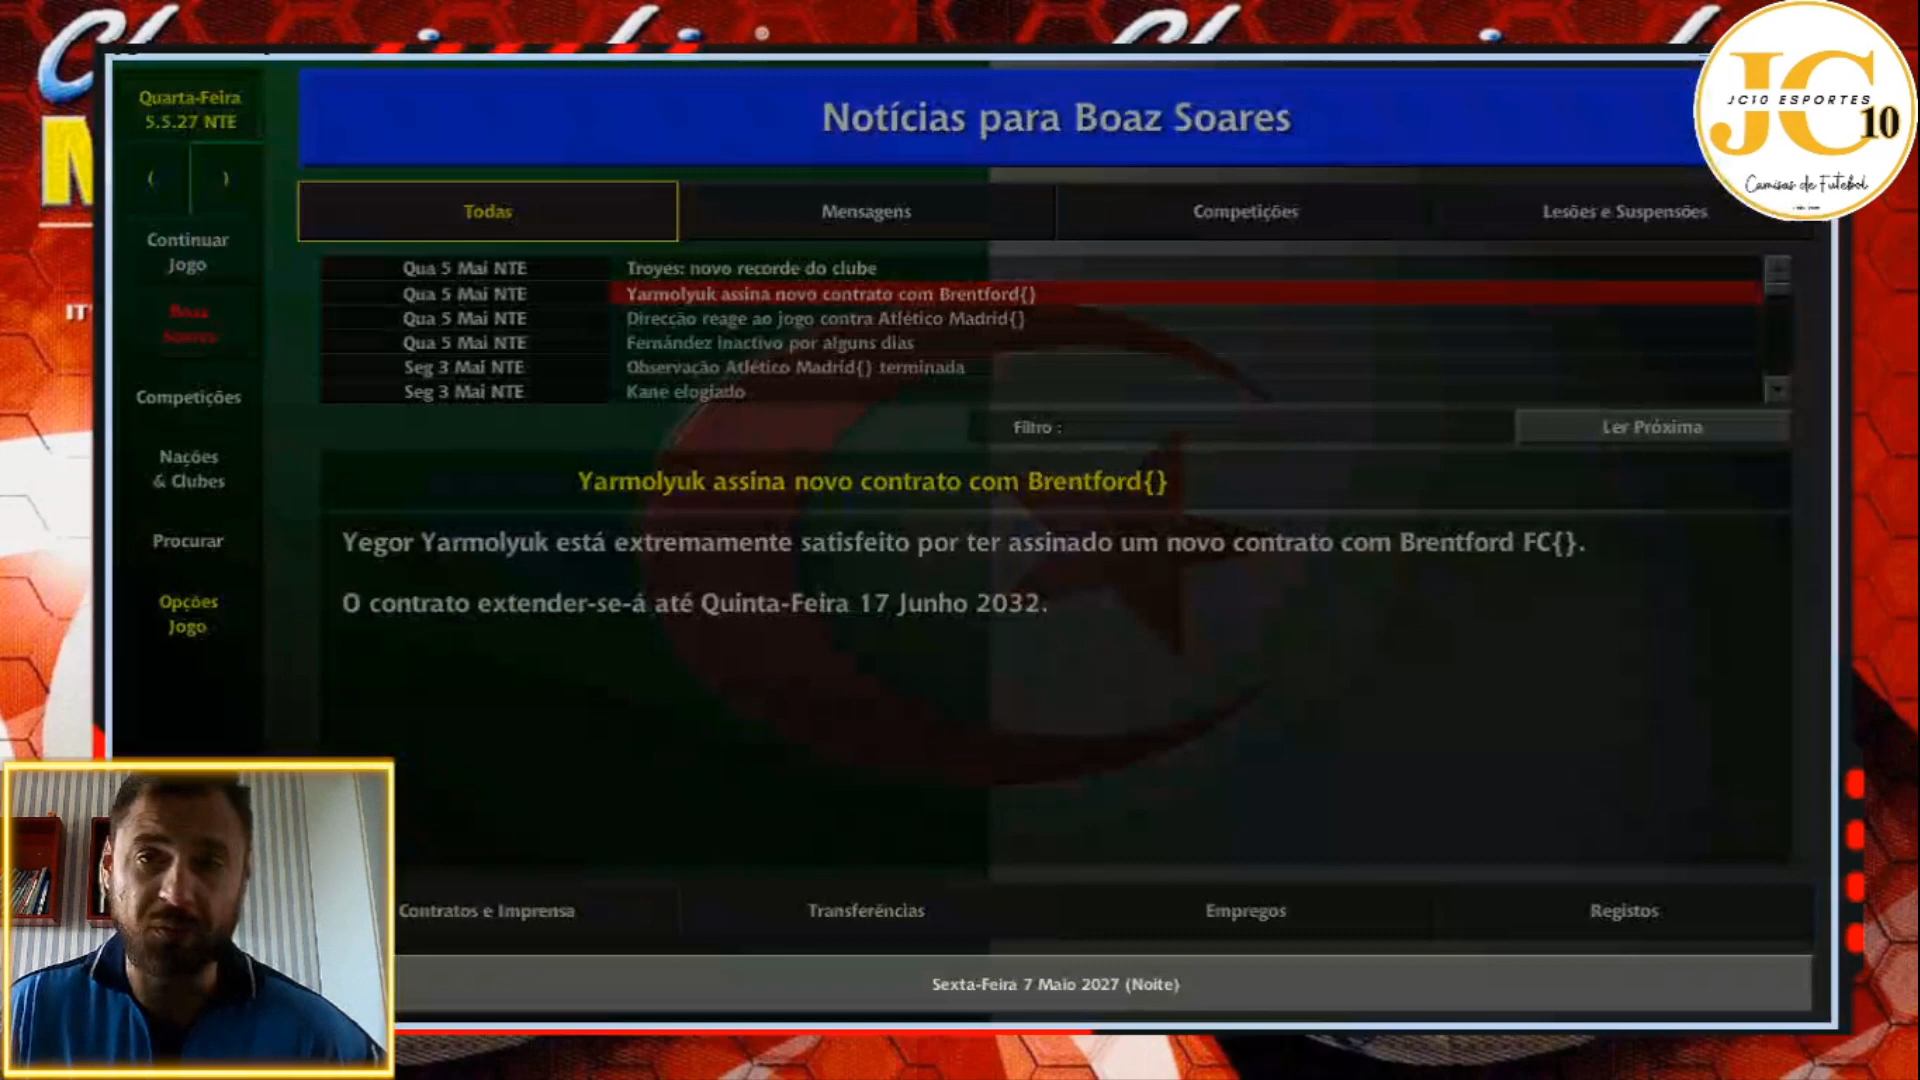 Quarta-Feira
5.5.27 NTE
Notícias para Boaz Soares
JC
JC10 ESPORTES
10
Camisas de Futebol
Todas
Mensagens
Competições
Lesões e Suspensões
Continuar
Jogo
Boaz
Soares
Competições
Nações
& Clubes
Procurar
Opções
Jogo
Qua 5 Mai NTE Troyes: novo recorde do clube
Qua 5 Mai NTE Yarmolyuk assina novo contrato com Brentford{}
Qua 5 Mai NTE Direcção reage ao jogo contra Atlético Madrid{}
Qua 5 Mai NTE Fernández inactivo por alguns dias
Seg 3 Mai NTE Observação Atlético Madrid{} terminada
Seg 3 Mai NTE Kane elogiado
Filtro :
Ler Próxima
Yarmolyuk assina novo contrato com Brentford{}
Yegor Yarmolyuk está extremamente satisfeito por ter assinado um novo contrato com Brentford FC{}.
O contrato extender-se-á até Quinta-Feira 17 Junho 2032.
Contratos e Imprensa
Transferências
Empregos
Registos
Sexta-Feira 7 Maio 2027 (Noite)